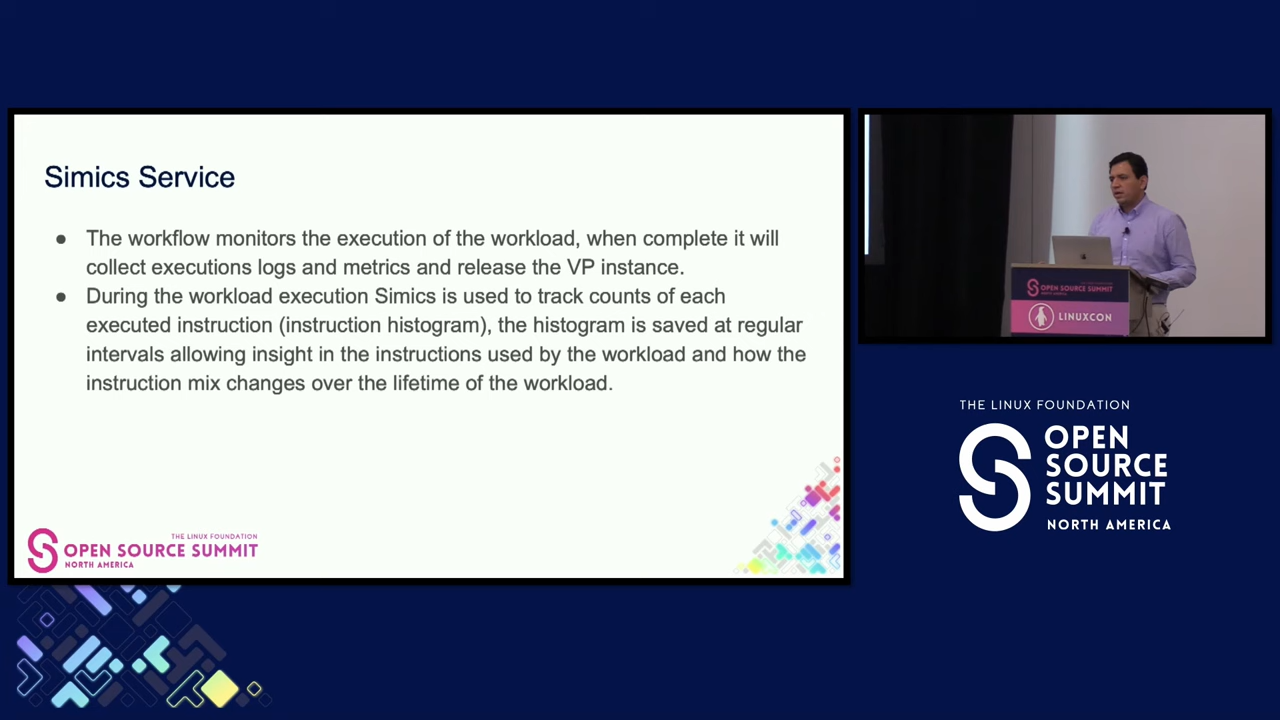 Simics Service
● The workflow monitors the execution of the workload, when complete it will
collect executions logs and metrics and release the VP instance.
● During the workload execution Simics is used to track counts of each
executed instruction (instruction histogram), the histogram is saved at regular
intervals allowing insight in the instructions used by the workload and how the
instruction mix changes over the lifetime of the workload.
THE LINUX FOUNDATION
OPEN SOURCE SUMMIT
NORTH AMERICA
OPEN SOURCE SUMMIT
NORTH AMERICA
LINUXCON
THE LINUX FOUNDATION
OPEN
SOURCE
SUMMIT
NORTH AMERICA